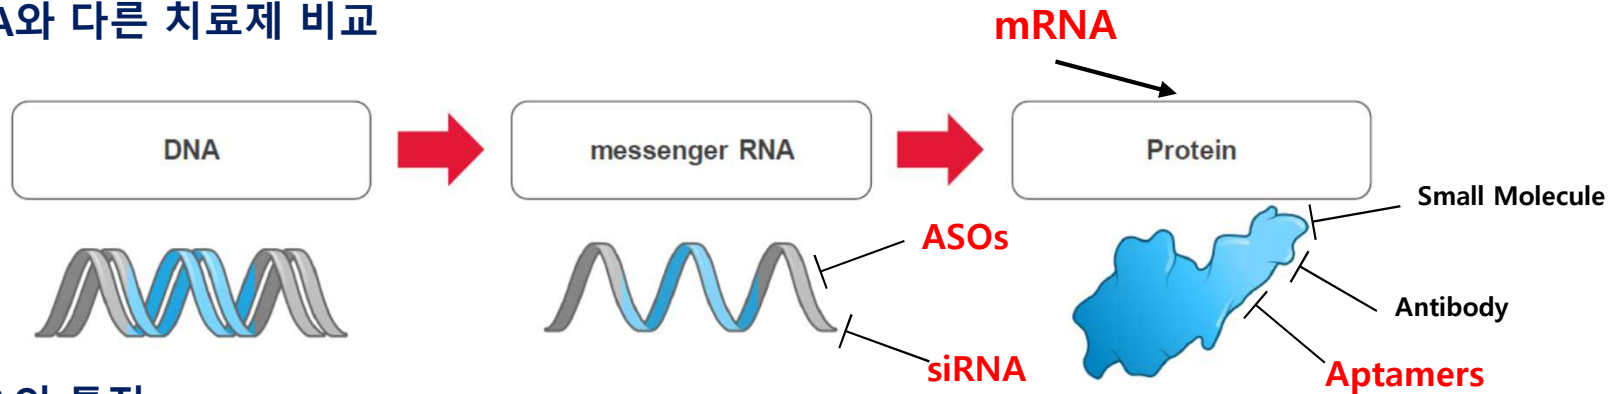 A와 다른 치료제 비교
mRNA
DNA
messenger RNA
Protein
Small Molecule
ASOs
Antibody
siRNA
Aptamers